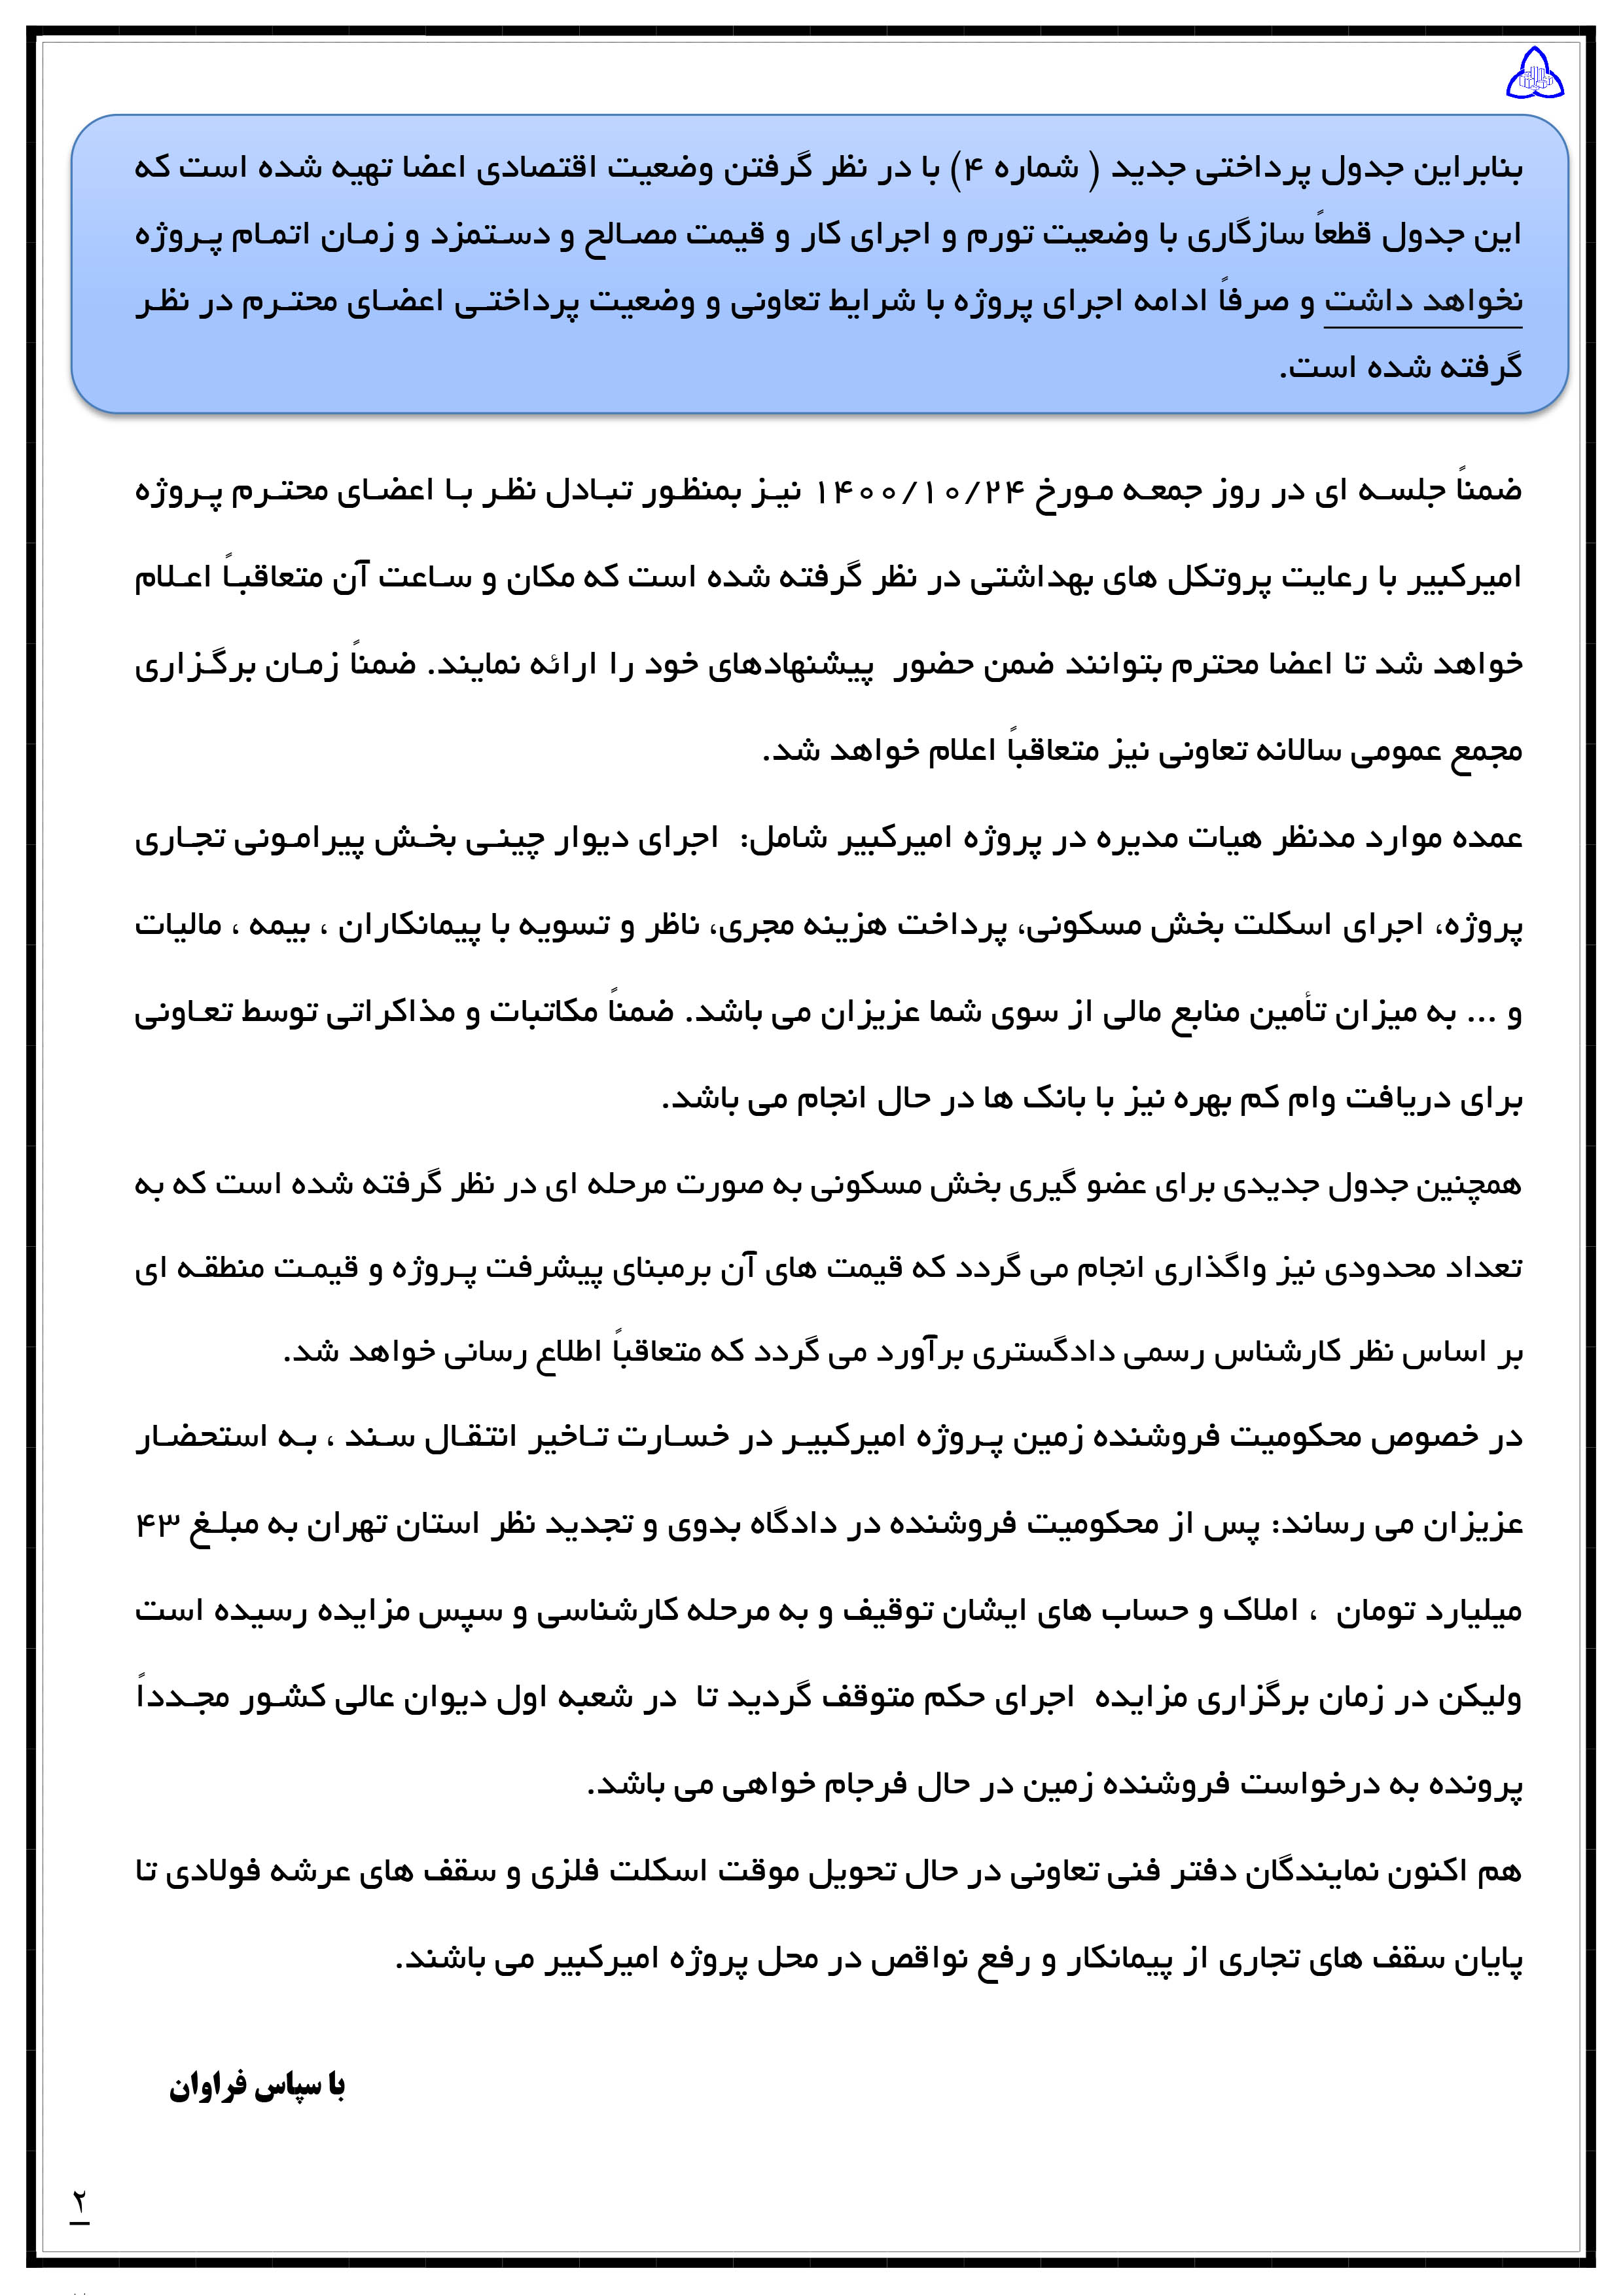 بنابراین جدول پرداختی جدید ( شماره ۴) با در نظر گرفتن وضعیت اقتصادی اعضا تهیه شده است که
این جدول قطعاً سازگاری با وضعیت تورم و اجرای کار و قیمت مصالح و دستمزد و زمان اتمام پروژه
نخواهد داشت و صرفاً ادامه اجرای پروژه با شرایط تعاونی و وضعیت پرداختی اعضای محترم در نظر
گرفته شده است.
ضمناً جلسه ای در روز جمعه مورخ ۱۴۰۰/۱۰/۲۴ نیز بمنظور تبادل نظر با اعضای محترم پروژه
امیرکبیر با رعایت پروتکل های بهداشتی در نظر گرفته شده است که مکان و ساعت آن متعاقباً اعلام
خواهد شد تا اعضا محترم بتوانند ضمن حضور پیشنهادهای خود را ارائه نمایند. ضمناً زمان برگزاری
مجمع عمومی سالانه تعاونی نیز متعاقباً اعلام خواهد شد.
عمده موارد مدنظر هیات مدیره در پروژه امیرکبیر شامل: اجرای دیوار چینی بخش پیرامونی تجاری
پروژه، اجرای اسکلت بخش مسکونی، پرداخت هزینه مجری، ناظر و تسویه با پیمانکاران ، بیمه ، مالیات
و ... به میزان تأمین منابع مالی از سوی شما عزیزان می باشد. ضمناً مکاتبات و مذاکراتی توسط تعاونی
برای دریافت وام کم بهره نیز با بانک ها در حال انجام می باشد.
همچنین جدول جدیدی برای عضو گیری بخش مسکونی به صورت مرحله ای در نظر گرفته شده است که به
تعداد محدودی نیز واگذاری انجام می گردد که قیمت های آن برمبنای پیشرفت پروژه و قیمت منطقه ای
بر اساس نظر کارشناس رسمی دادگستری برآورد می گردد که متعاقباً اطلاع رسانی خواهد شد.
در خصوص محکومیت فروشنده زمین پروژه امیرکبیر در خسارت تاخیر انتقال سند ، به استحضار
عزیزان می رساند: پس از محکومیت فروشنده در دادگاه بدوی و تجدید نظر استان تهران به مبلغ ۴۳
میلیارد تومان ، املاک و حساب های ایشان توقیف و به مرحله کارشناسی و سپس مزایده رسیده است
ولیکن در زمان برگزاری مزایده اجرای حکم متوقف گردید تا در شعبه اول دیوان عالی کشور مجدداً
پرونده به درخواست فروشنده زمین در حال فرجام خواهی می باشد.
هم اکنون نمایندگان دفتر فنی تعاونی در حال تحویل موقت اسکلت فلزی و سقف های عرشه فولادی تا
پایان سقف های تجاری از پیمانکار و رفع نواقص در محل پروژه امیرکبیر می باشند.
با سپاس فراوان
۲